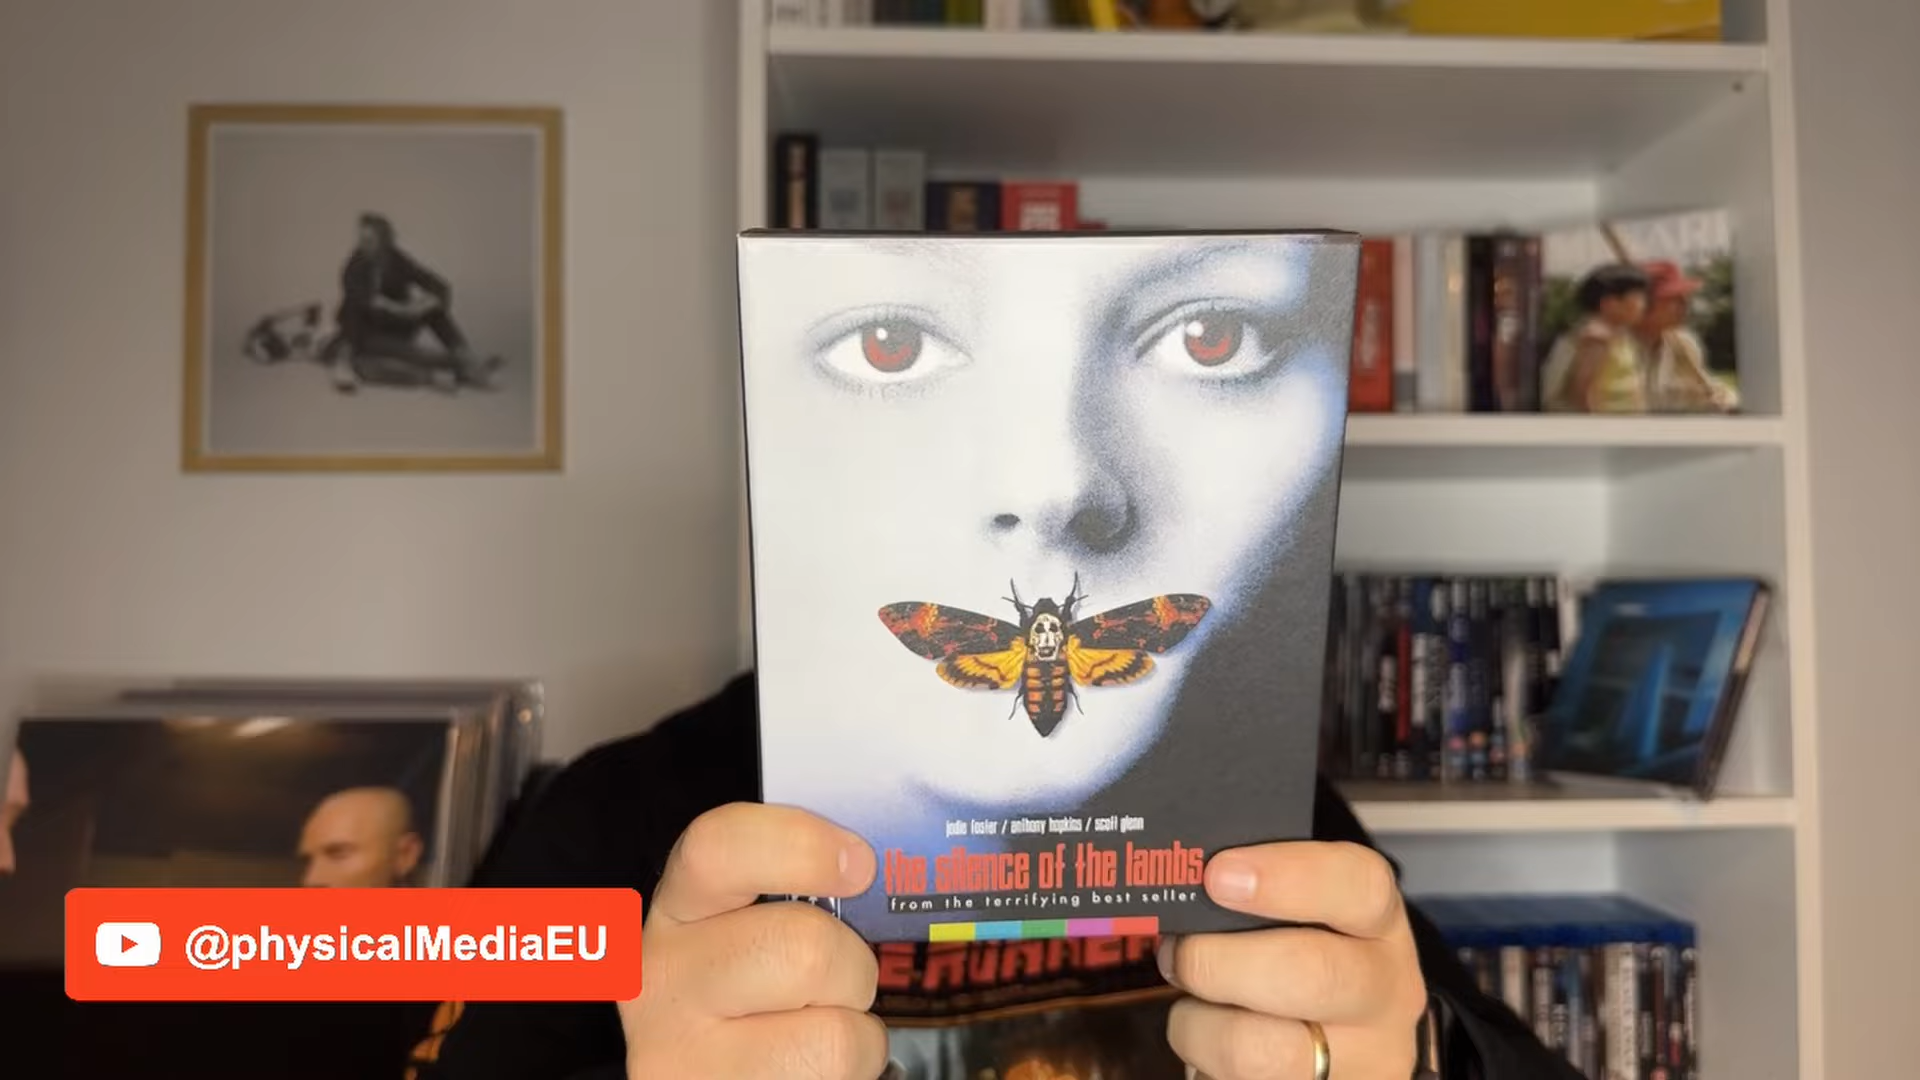 jodie foster / anthony hopkins / scott glenn
the silence of the lambs
from the terrifying best seller
@physicalMediaEU